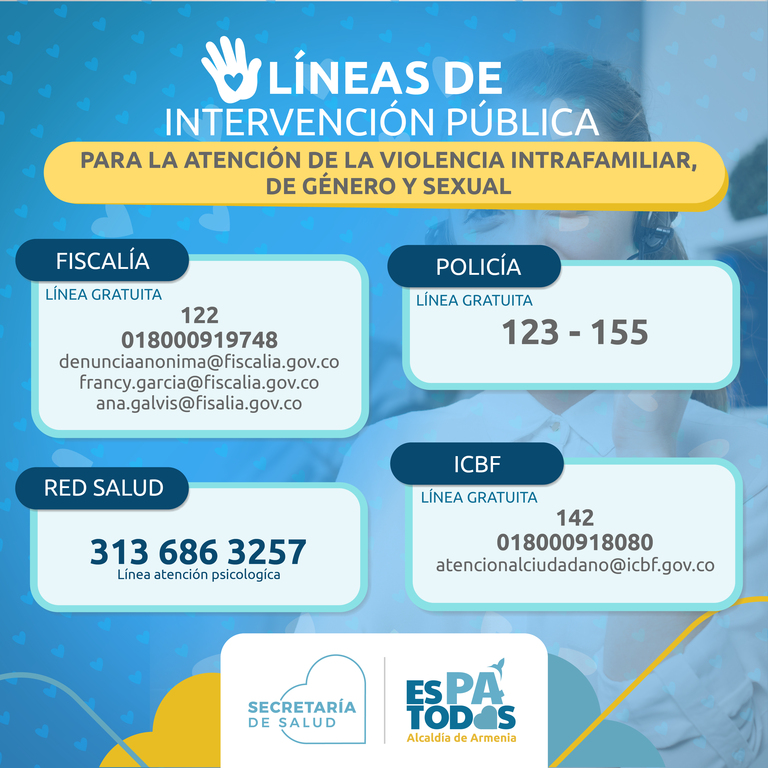 LÍNEAS DE
INTERVENCIÓN PÚBLICA
PARA LA ATENCIÓN DE LA VIOLENCIA INTRAFAMILIAR,
DE GÉNERO Y SEXUAL
FISCALÍA
LÍNEA GRATUITA
122
018000919748
denunciaanonima@fiscalia.gov.co
francy.garcia@fiscalia.gov.co
ana.galvis@fisalia.gov.co
POLICÍA
LÍNEA GRATUITA
123 - 155
RED SALUD
313 686 3257
Línea atención psicologíca
ICBF
LÍNEA GRATUITA
142
018000918080
atencionalciudadano@icbf.gov.co
SECRETARÍA
DE SALUD
ES PA
TODOS
Alcaldía de Armenia